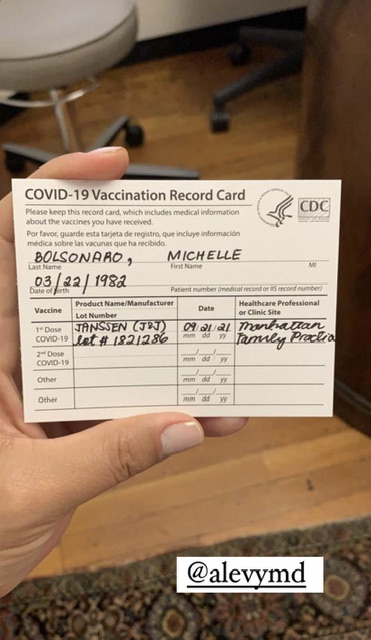 COVID-19 Vaccination Record Card
Please keep this record card, which includes medical information
about the vaccines you have received.
Por favor, guarde esta tarjeta de registro, que incluye información
médica sobre las vacunas que ha recibido.
CDC
BOLSONARO, MICHELLE
Last Name First Name MI
03/22/1982
Date of birth Patient number (medical record or IIS record number)
Vaccine Product Name/Manufacturer Date Healthcare Professional
Lot Number or Clinic Site
1st Dose JANSSEN (J&J) 09/21/21 Manhattan
COVID-19 Lot # 1821286 mm dd yy Family Practice
2nd Dose
COVID-19 mm dd yy
Other
mm dd yy
Other
mm dd yy
@alevymd